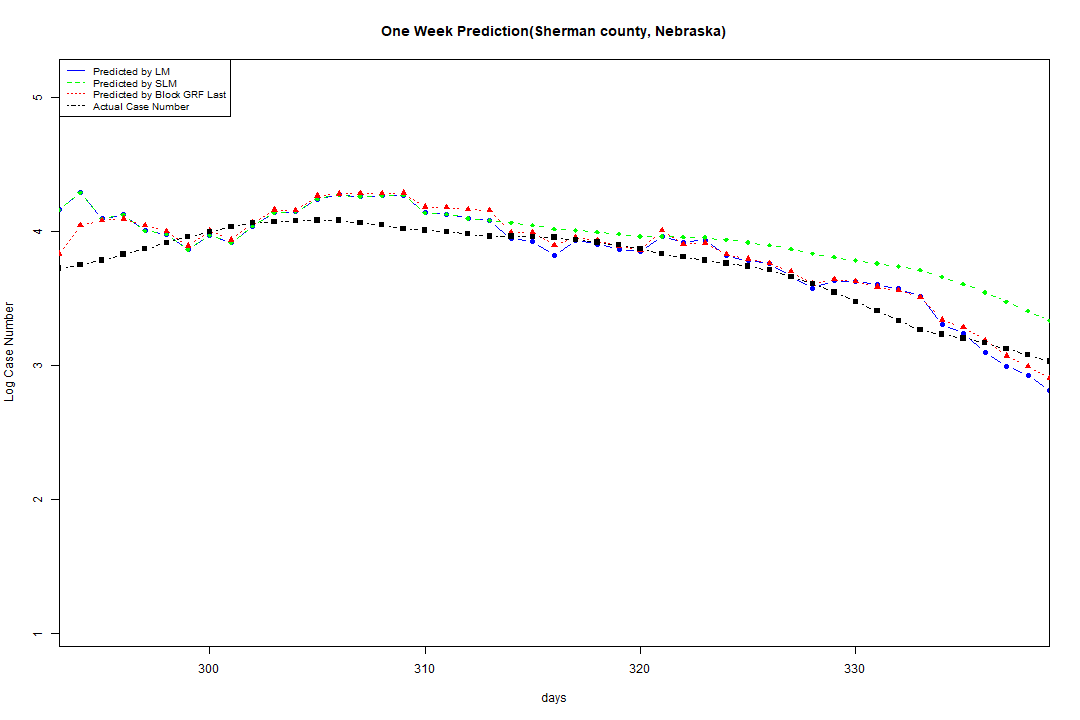 One Week Prediction(Sherman county, Nebraska)
Predicted by LM
Predicted by SLM
Predicted by Block GRF Last
Actual Case Number
5
4
3
2
1
Log Case Number
300 310 320 330
days